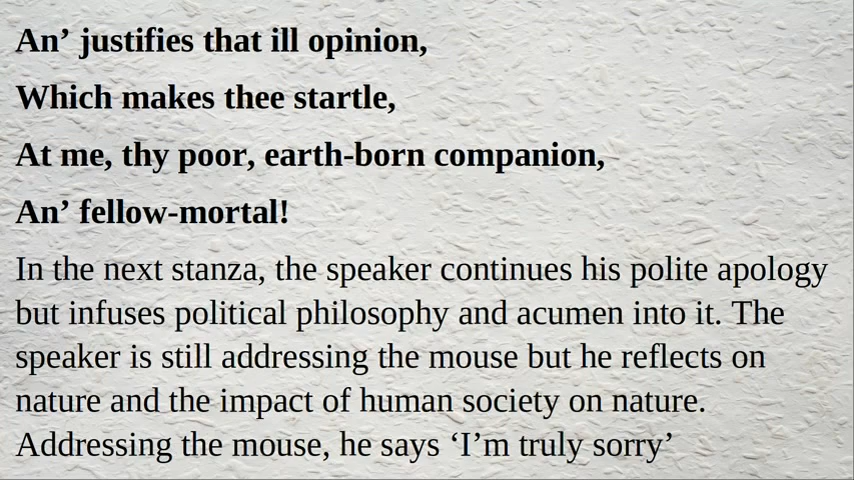 An’ justifies that ill opinion,
Which makes thee startle,
At me, thy poor, earth-born companion,
An’ fellow-mortal!
In the next stanza, the speaker continues his polite apology
but infuses political philosophy and acumen into it. The
speaker is still addressing the mouse but he reflects on
nature and the impact of human society on nature.
Addressing the mouse, he says ‘I’m truly sorry’